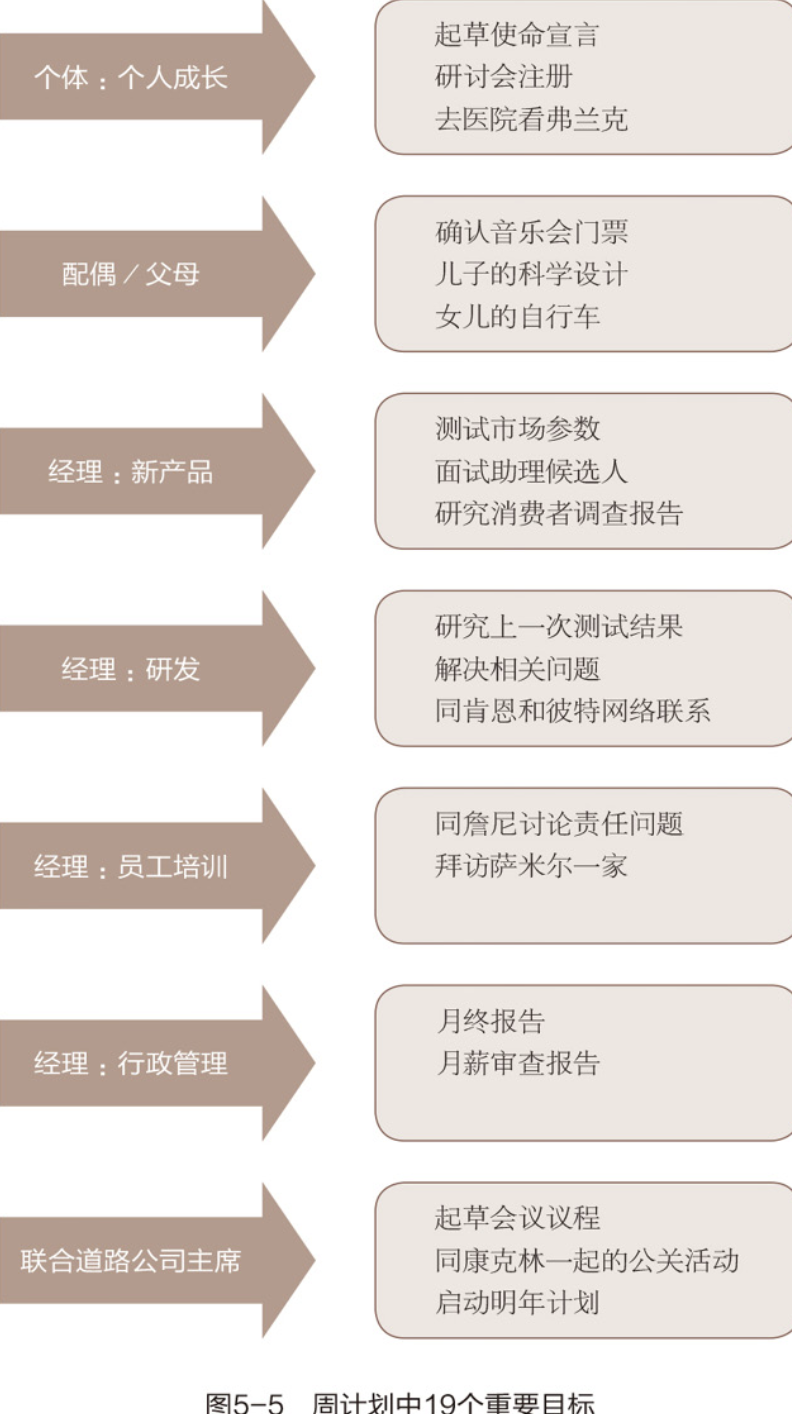 个体：个人成长
起草使命宣言
研讨会注册
去医院看弗兰克
配偶／父母
确认音乐会门票
儿子的科学设计
女儿的自行车
经理：新产品
测试市场参数
面试助理候选人
研究消费者调查报告
经理：研发
研究上一次测试结果
解决相关问题
同肯恩和彼特网络联系
经理：员工培训
同詹尼讨论责任问题
拜访萨米尔一家
经理：行政管理
月终报告
月薪审查报告
联合道路公司主席
起草会议议程
同康克林一起的公关活动
启动明年计划
图5-5　周计划中19个重要目标